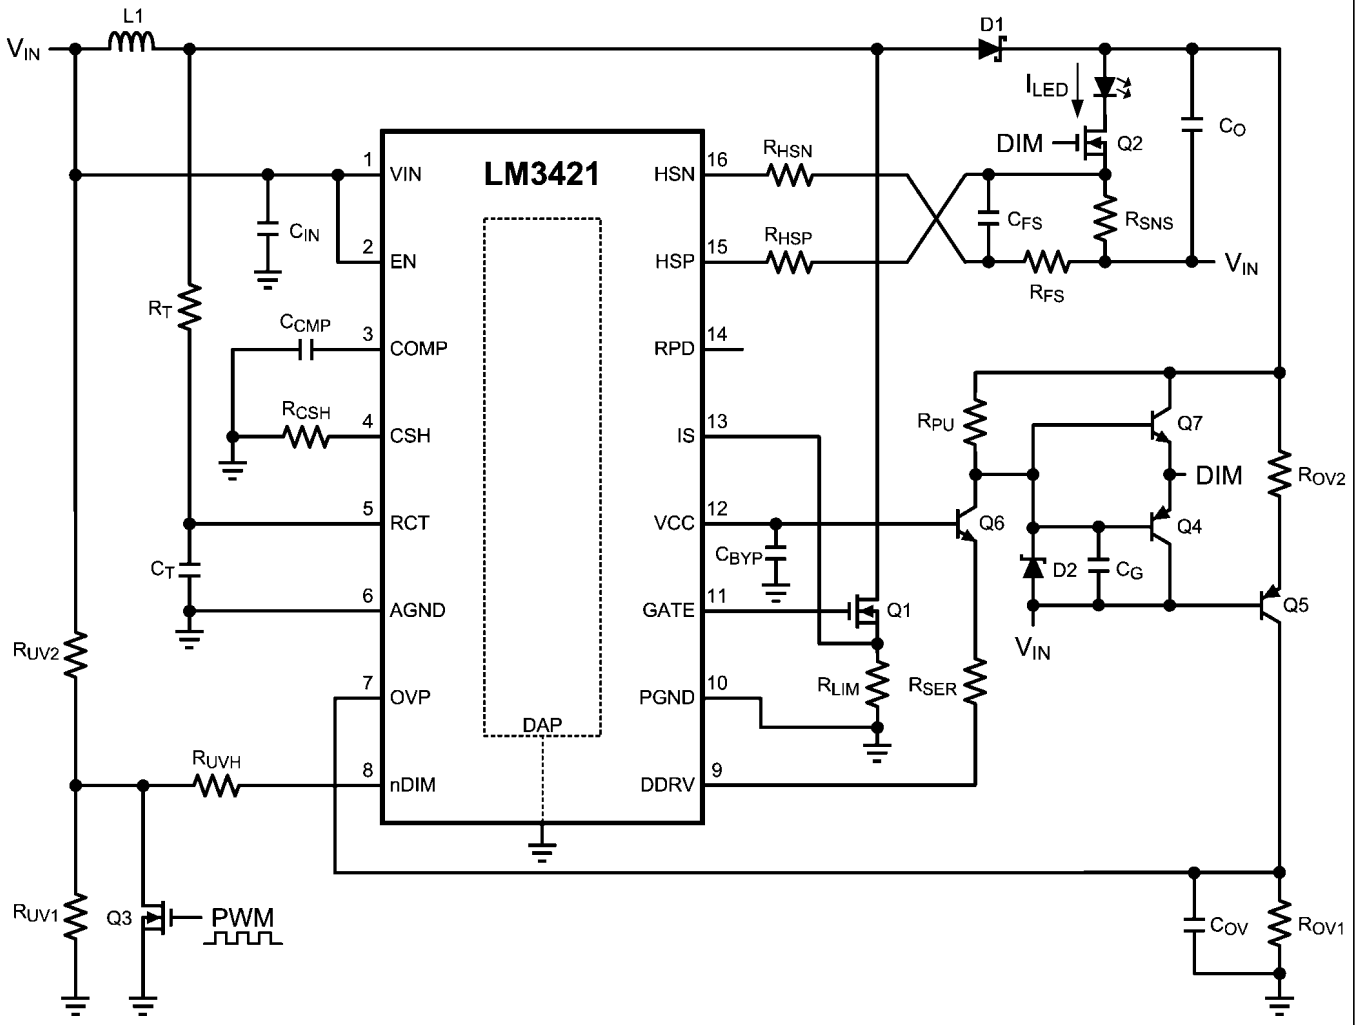 L1
D1
VIN
ILED
CO
DIM
Q2
1
VIN
LM3421
HSN
16
RHSN
CIN
CFS
RSNS
2
EN
HSP
15
RHSP
RFS
VIN
RT
CCMP
3
COMP
RPD
14
RCSH
4
CSH
IS
13
RPU
Q7
DIM
ROV2
5
RCT
VCC
12
Q6
Q4
CT
CBYP
D2
CG
6
AGND
GATE
11
Q1
Q5
VIN
RUV2
7
OVP
PGND
10
RLIM
RSER
DAP
RUVH
8
nDIM
DDRV
9
RUV1
Q3
PWM
COV
ROV1